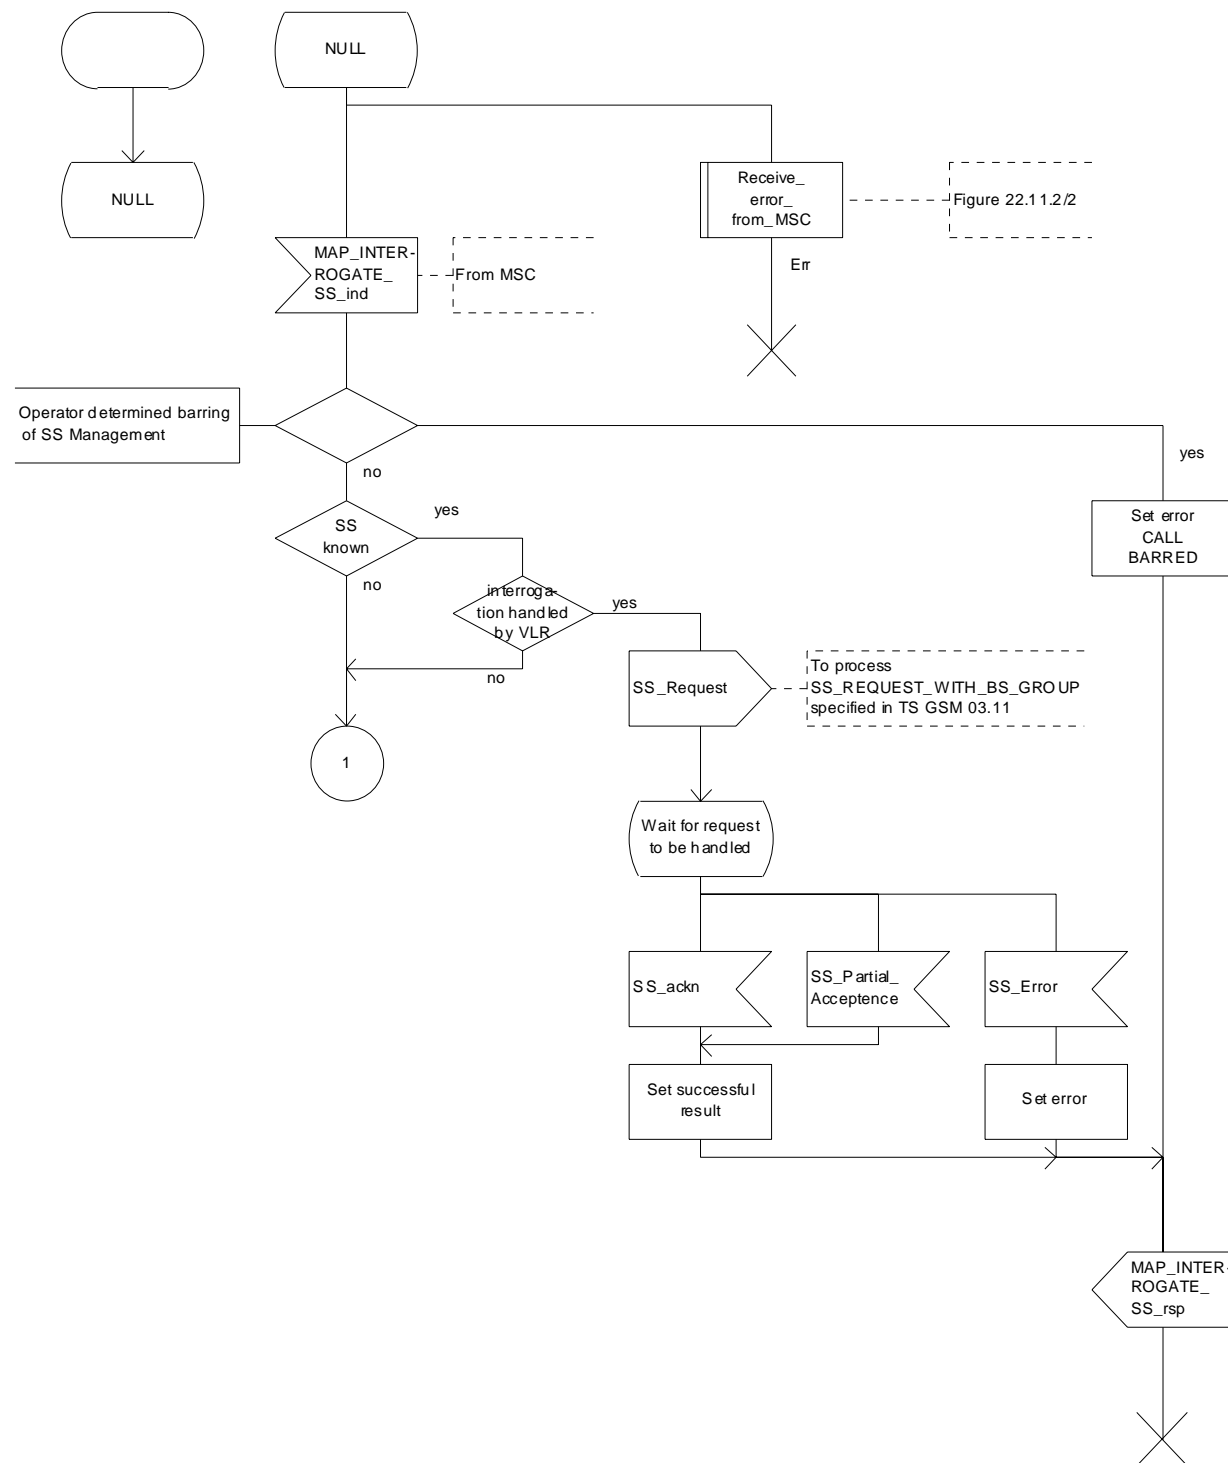 NULL
NULL
Receive_
error_
from_MSC
Figure 22.11.2/2
MAP_INTER-
ROGATE_
SS_ind
From MSC
Err
Operator determined barring
of SS Management
no
yes
SS
known
yes
Set error
CALL
BARRED
no
interroga-
tion handled
by VLR
yes
no
SS_Request
To process
SS_REQUEST_WITH_BS_GROUP
specified in TS GSM 03.11
1
Wait for request
to be handled
SS_ackn
SS_Partial_
Acceptence
SS_Error
Set successful
result
Set error
MAP_INTER-
ROGATE_
SS_rsp